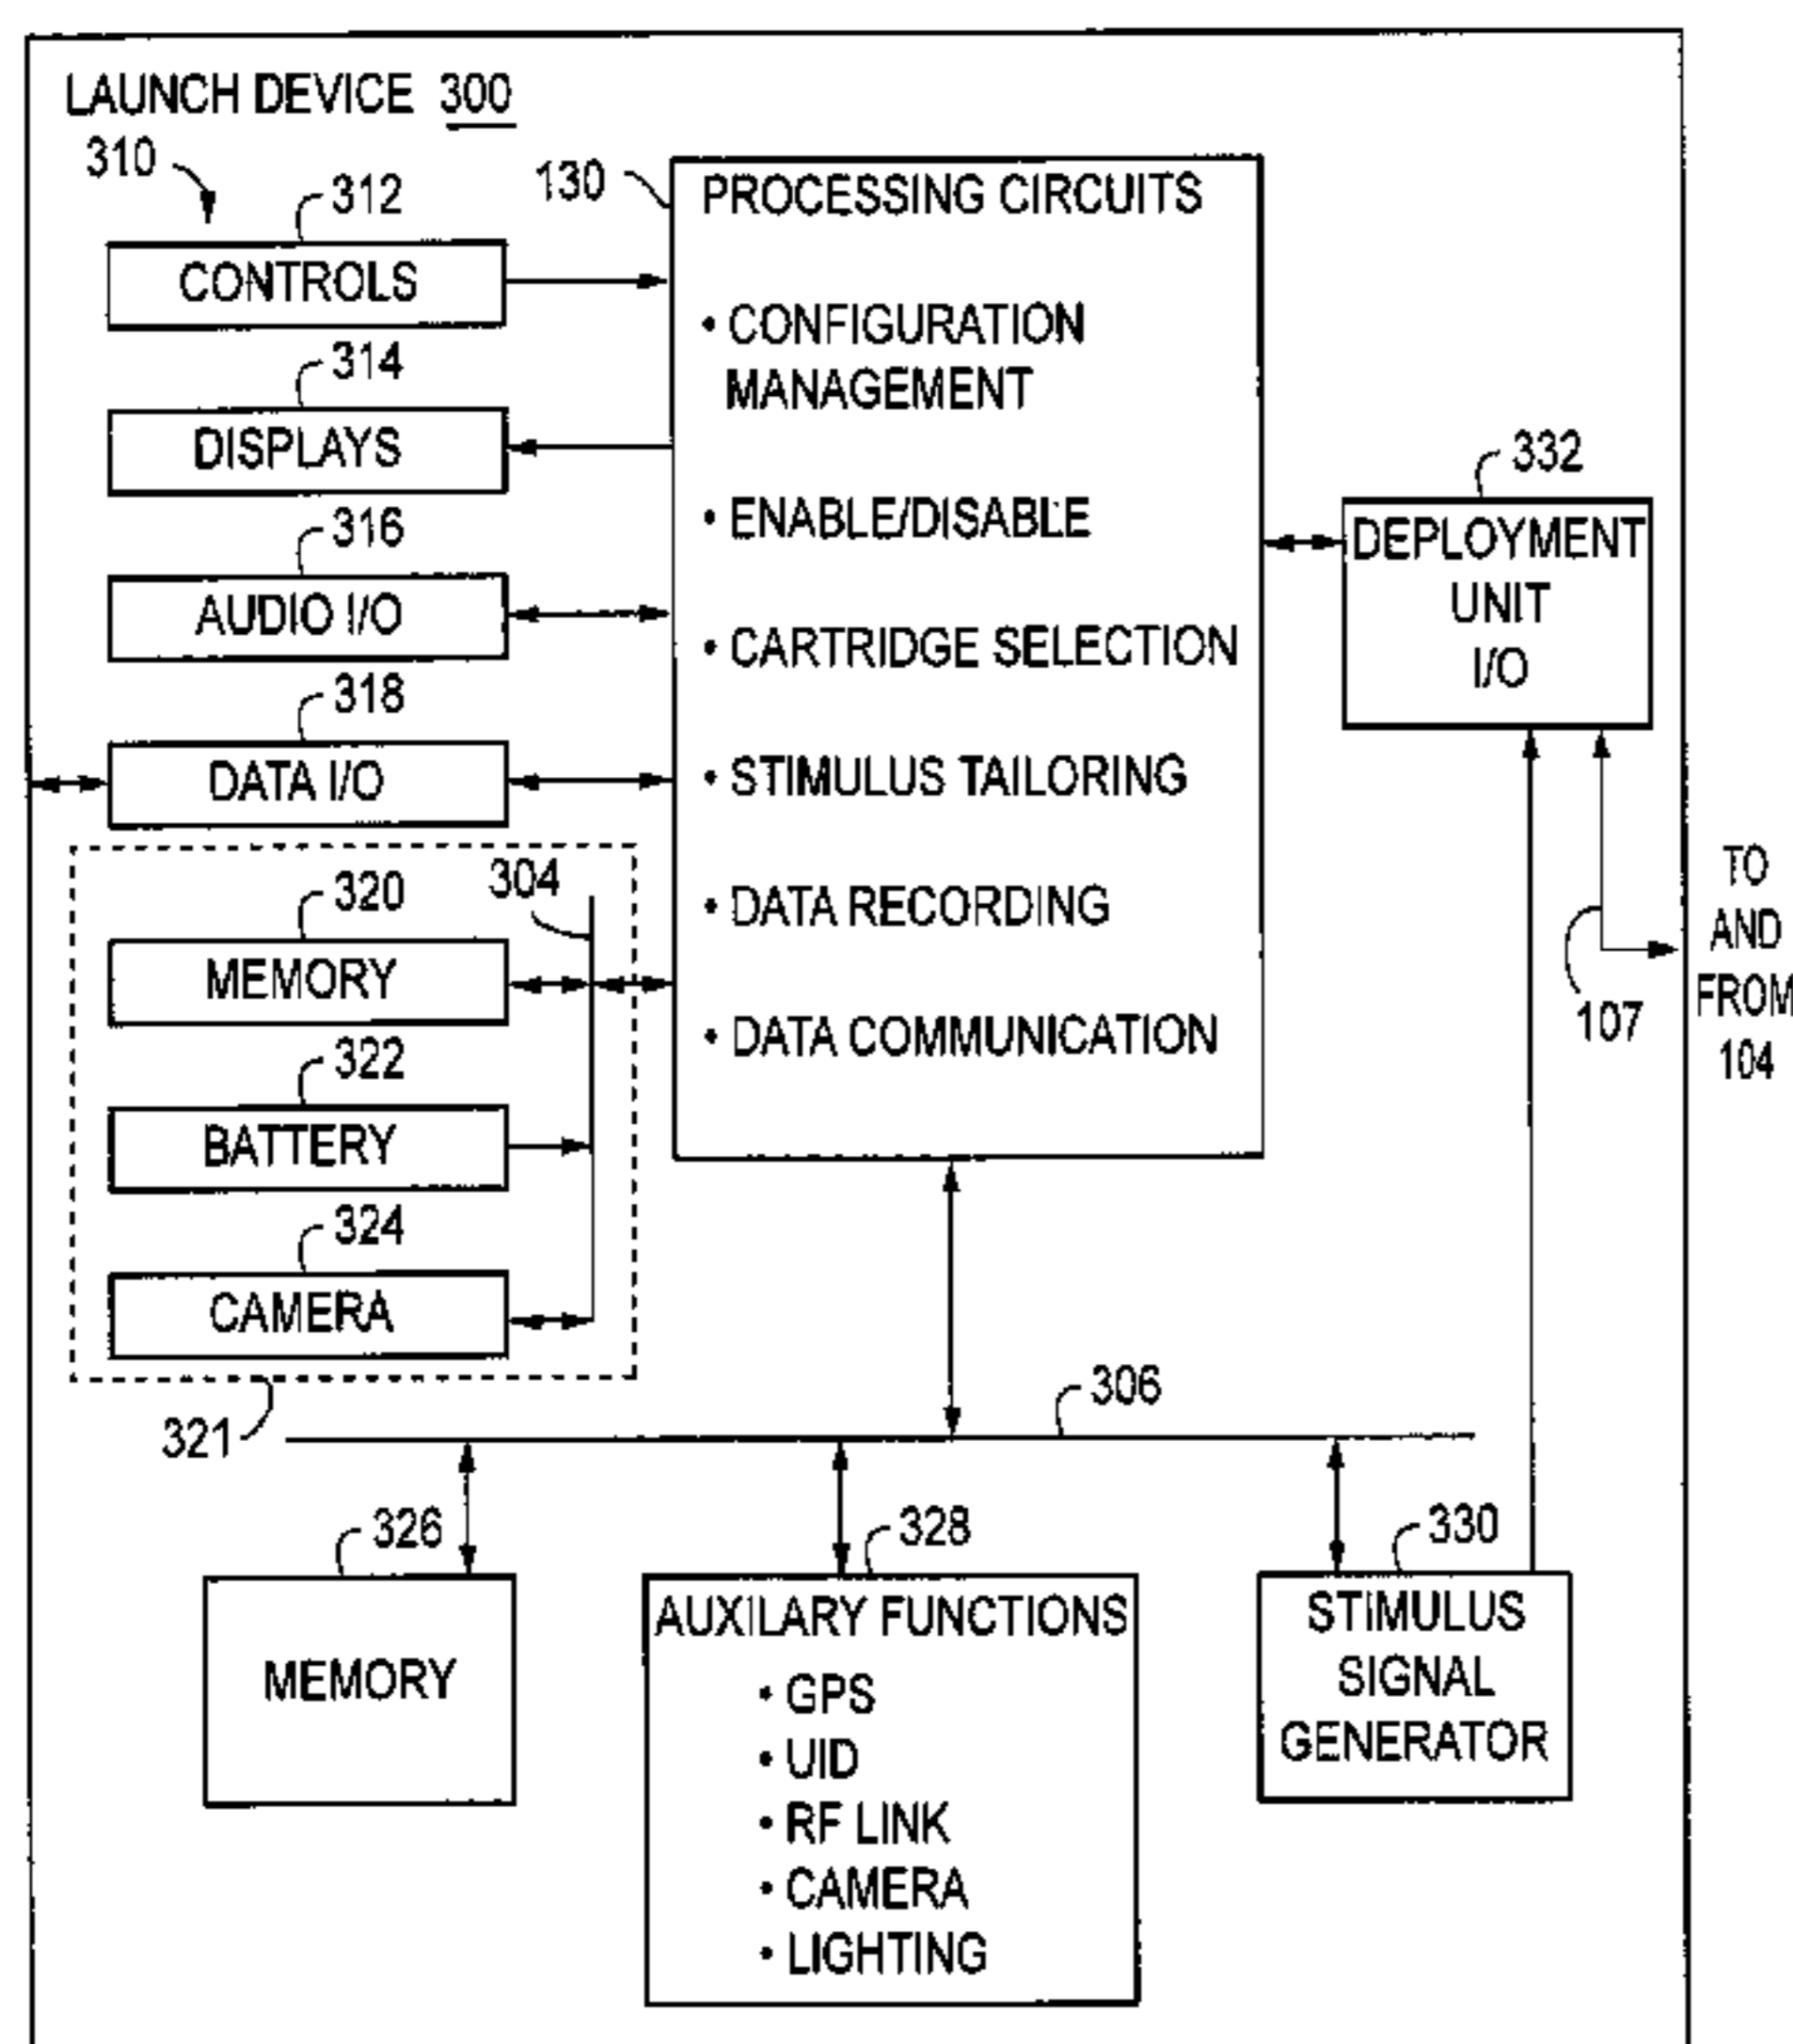 LAUNCH DEVICE 300
310
312
CONTROLS
314
DISPLAYS
316
AUDIO I/O
318
DATA I/O
304
320
MEMORY
322
BATTERY
324
CAMERA
321
130
PROCESSING CIRCUITS
• CONFIGURATION
MANAGEMENT
• ENABLE/DISABLE
• CARTRIDGE SELECTION
• STIMULUS TAILORING
• DATA RECORDING
• DATA COMMUNICATION
332
DEPLOYMENT
UNIT
I/O
107
TO
AND
FROM
104
306
326
MEMORY
328
AUXILARY FUNCTIONS
• GPS
• UID
• RF LINK
• CAMERA
• LIGHTING
330
STIMULUS
SIGNAL
GENERATOR